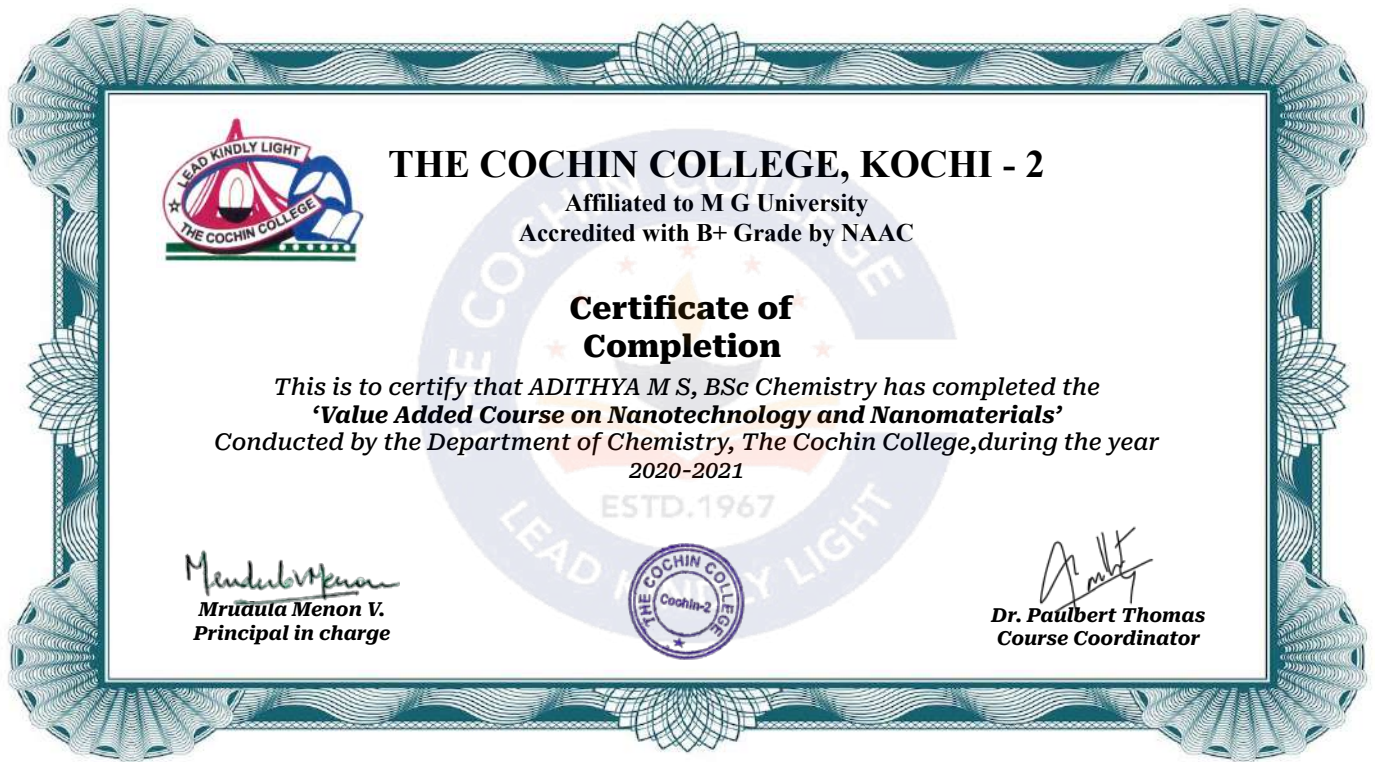 LEAD KINDLY LIGHT
THE COCHIN COLLEGE
THE COCHIN COLLEGE, KOCHI - 2
Affiliated to M G University
Accredited with B+ Grade by NAAC
THE COCHIN COLLEGE
Certificate of
Completion
This is to certify that ADITHYA M S, BSc Chemistry has completed the
‘Value Added Course on Nanotechnology and Nanomaterials’
Conducted by the Department of Chemistry, The Cochin College,during the year
2020-2021
ESTD.1967
LEAD KINDLY LIGHT
Mrudula Menon V.
Principal in charge
THE COCHIN COLLEGE
Cochin-2
Dr. Paulbert Thomas
Course Coordinator